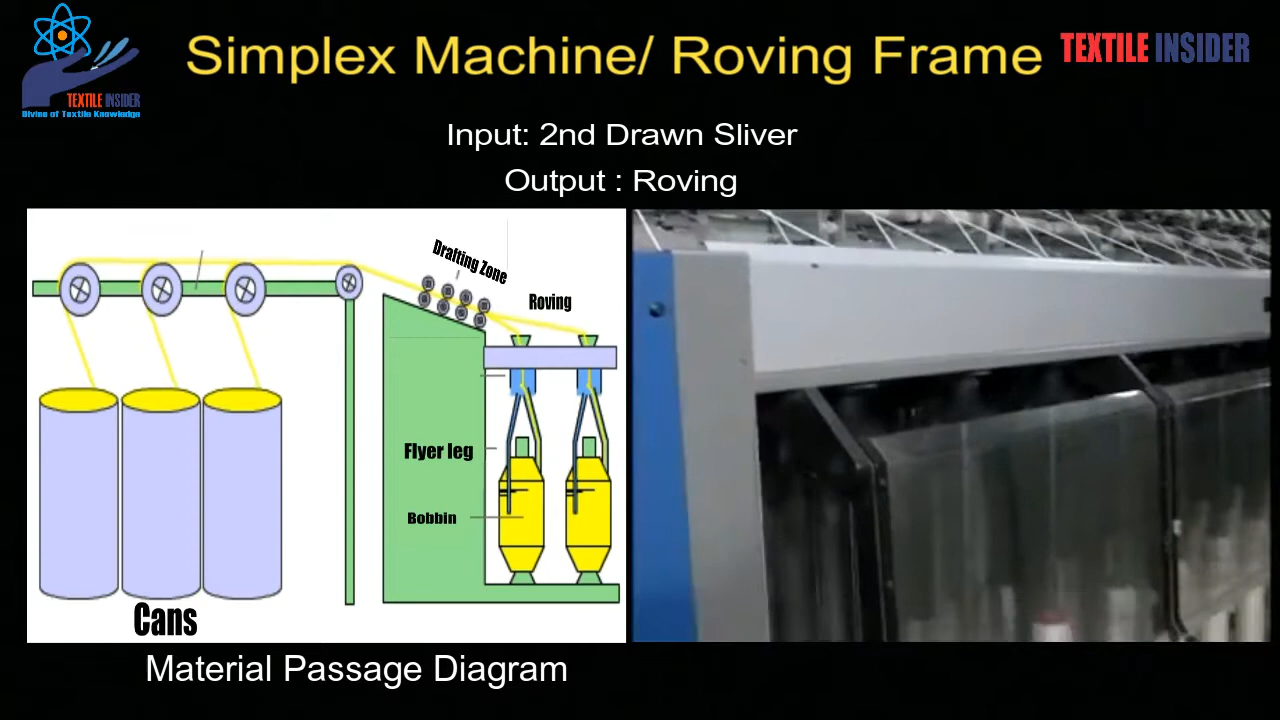 Simplex Machine/ Roving Frame
TEXTILE INSIDER
TEXTILE INSIDER
Divine of Textile Knowledge
Input: 2nd Drawn Sliver
Output : Roving
Drafting Zone
Roving
Flyer leg
Bobbin
Cans
Material Passage Diagram